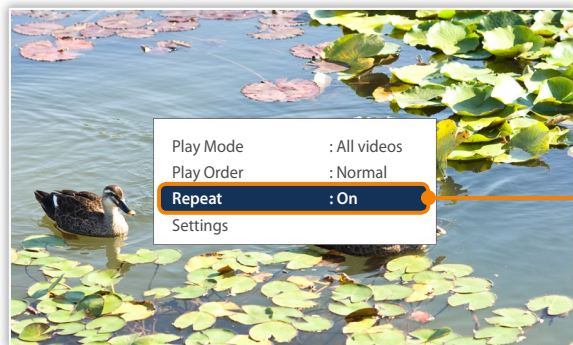 Play Mode : All videos
Play Order : Normal
Repeat : On
Settings